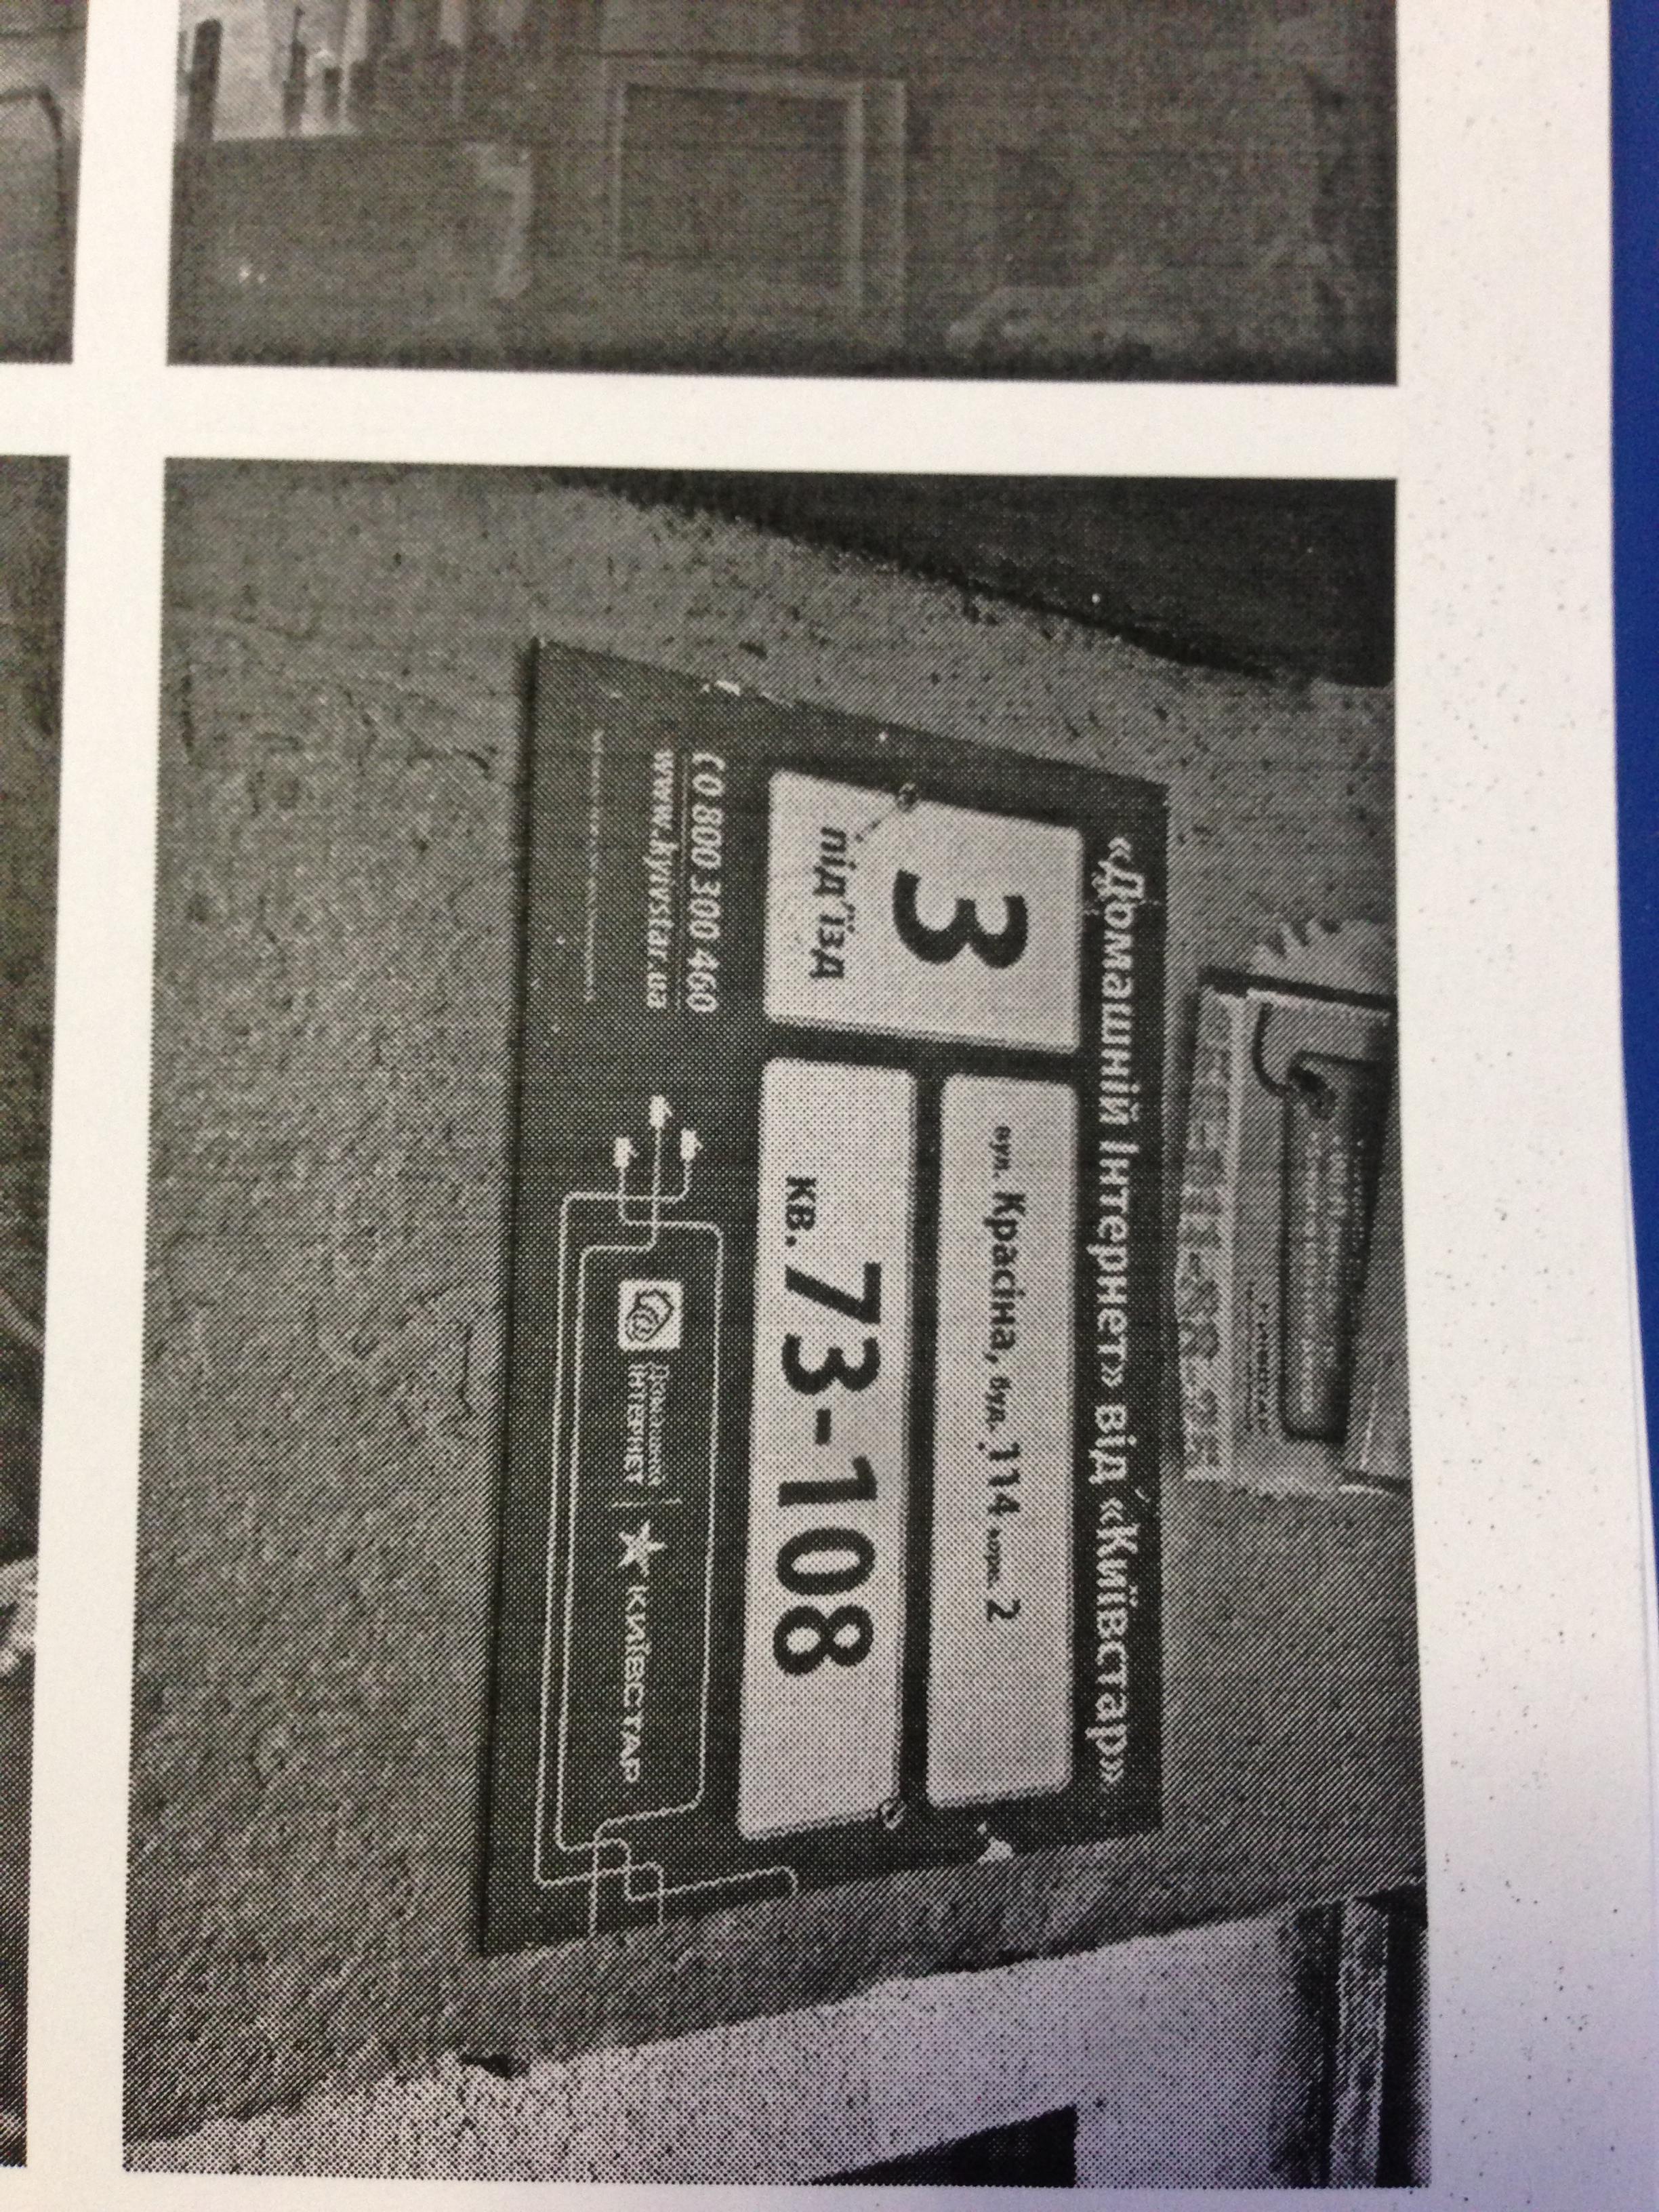 «Домашній Інтернет» від «Київстар»
3
під'їзд
вул. Красіна, буд. 114 корп. 2
кв. 73-108
0 800 300 460
www.kyivstar.ua
Домашній
ІНТЕРНЕТ
КИЇВСТАР